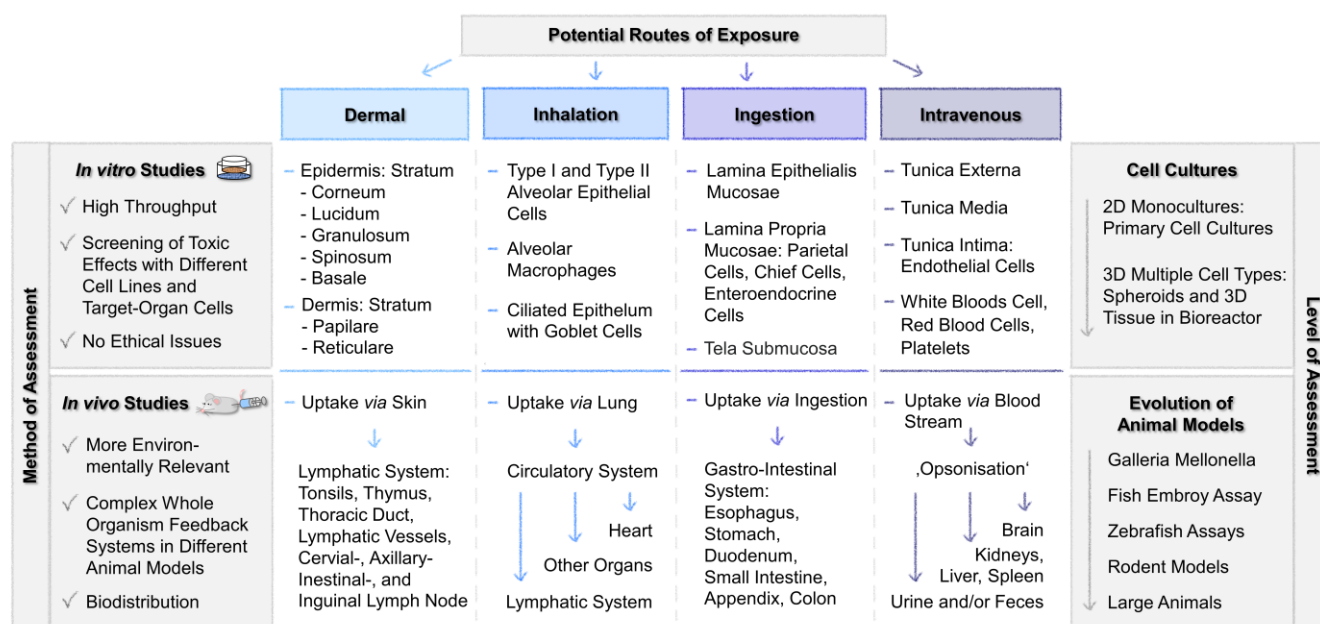 Potential Routes of Exposure
Dermal
Inhalation
Ingestion
Intravenous
Method of Assessment
In vitro Studies
High Throughput
Screening of Toxic
Effects with Different
Cell Lines and
Target-Organ Cells
No Ethical Issues
– Epidermis: Stratum
- Corneum
- Lucidum
- Granulosum
- Spinosum
- Basale
– Dermis: Stratum
- Papilare
- Reticulare
– Type I and Type II
Alveolar Epithelial
Cells
– Alveolar
Macrophages
– Ciliated Epithelum
with Goblet Cells
– Lamina Epithelialis
Mucosae
– Lamina Propria
Mucosae: Parietal
Cells, Chief Cells,
Enteroendocrine
Cells
– Tela Submucosa
– Tunica Externa
– Tunica Media
– Tunica Intima:
Endothelial Cells
– White Bloods Cell,
Red Blood Cells,
Platelets
Cell Cultures
2D Monocultures:
Primary Cell Cultures
3D Multiple Cell Types:
Spheroids and 3D
Tissue in Bioreactor
Level of Assessment
In vivo Studies
More Environ-
mentally Relevant
Complex Whole
Organism Feedback
Systems in Different
Animal Models
Biodistribution
– Uptake via Skin
Lymphatic System:
Tonsils, Thymus,
Thoracic Duct,
Lymphatic Vessels,
Cervial-, Axillary-
Inestinal-, and
Inguinal Lymph Node
– Uptake via Lung
Circulatory System
Heart
Other Organs
Lymphatic System
– Uptake via Ingestion
Gastro-Intestinal
System:
Esophagus,
Stomach,
Duodenum,
Small Intestine,
Appendix, Colon
– Uptake via Blood
Stream
‚Opsonisation‘
Brain
Kidneys,
Liver, Spleen
Urine and/or Feces
Evolution of
Animal Models
Galleria Mellonella
Fish Embroy Assay
Zebrafish Assays
Rodent Models
Large Animals